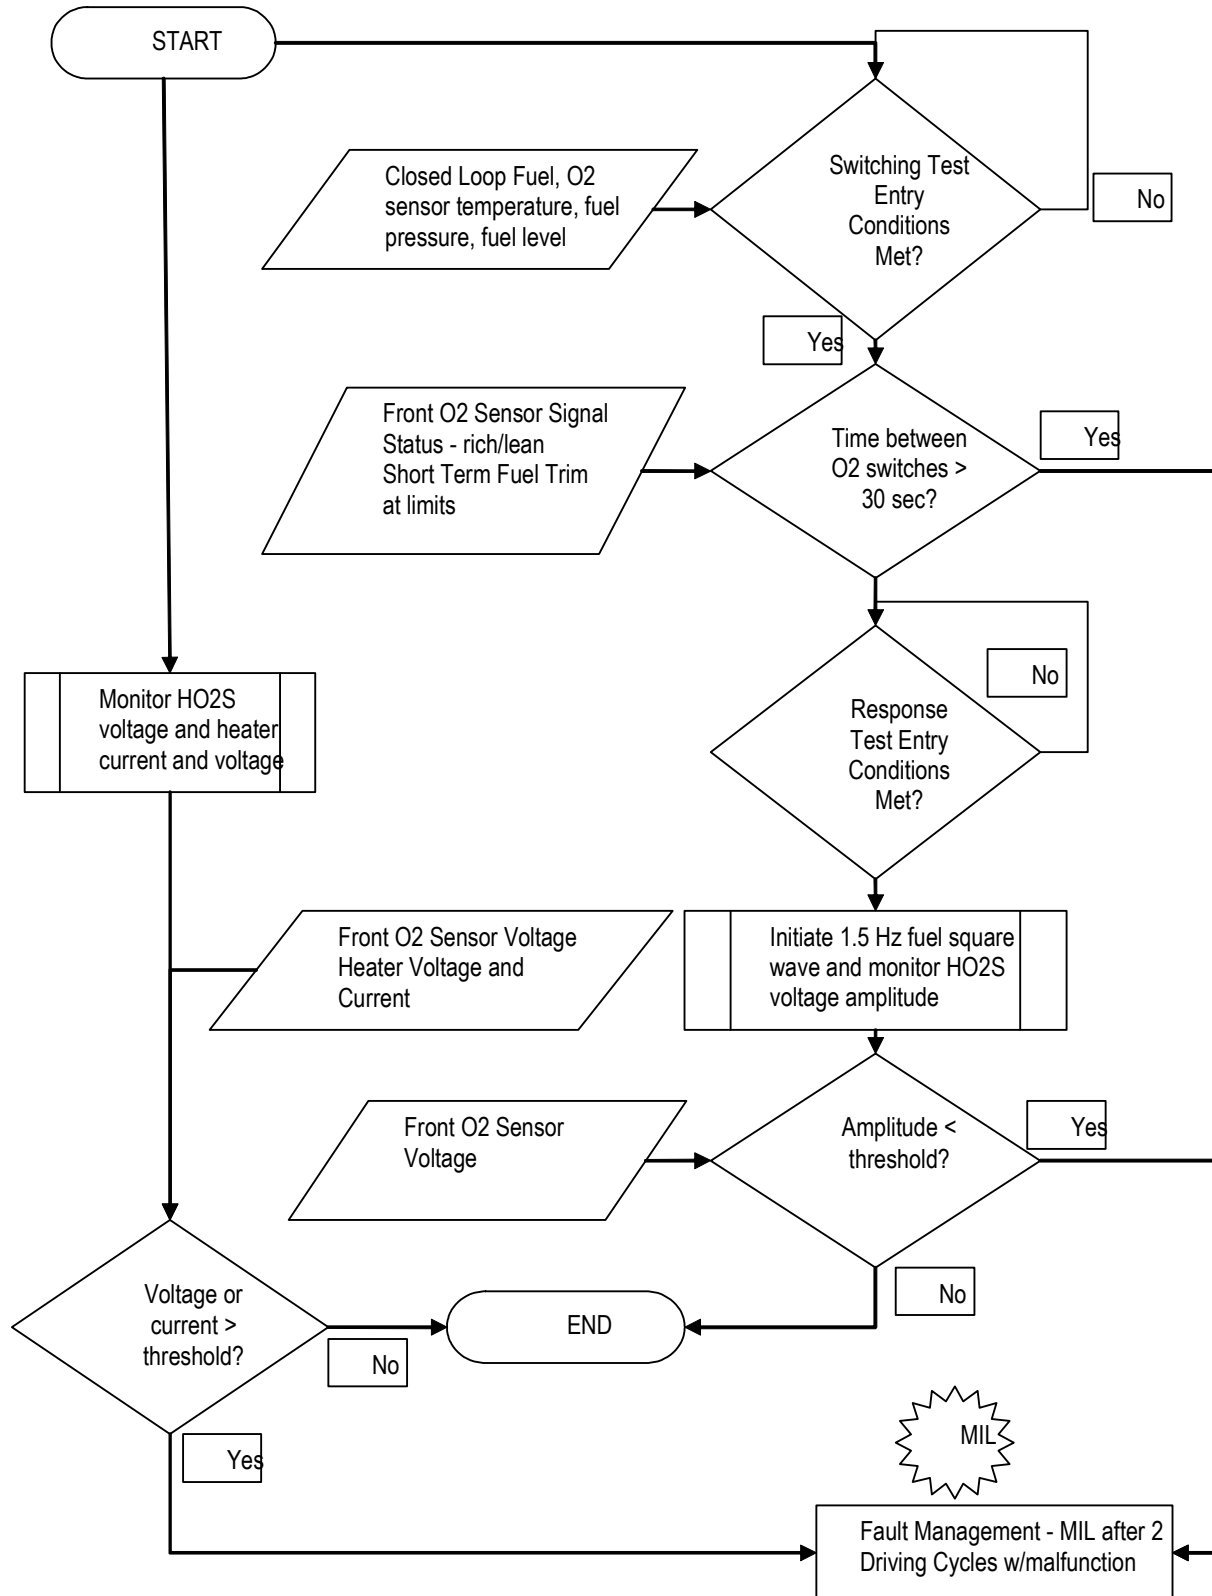 START
Switching Test
Entry
Conditions
Met?
No
Closed Loop Fuel, O2
sensor temperature, fuel
pressure, fuel level
Yes
Front O2 Sensor Signal
Status - rich/lean
Short Term Fuel Trim
at limits
Time between
O2 switches >
30 sec?
Yes
No
Response
Test Entry
Conditions
Met?
Monitor HO2S
voltage and heater
current and voltage
Front O2 Sensor Voltage
Heater Voltage and
Current
Initiate 1.5 Hz fuel square
wave and monitor HO2S
voltage amplitude
Front O2 Sensor
Voltage
Amplitude <
threshold?
Yes
No
Voltage or
current >
threshold?
No
END
Yes
MIL
Fault Management - MIL after 2
Driving Cycles w/malfunction